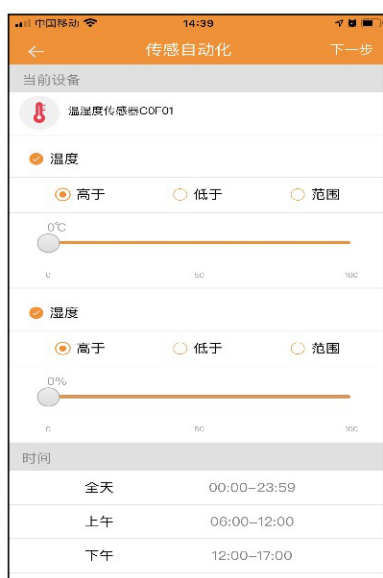 中国移动 14:39
传感自动化 下一步
当前设备
温湿度传感器C0F01
温度
高于 低于 范围
0℃
0 50 100
湿度
高于 低于 范围
0%
0 50 100
时间
全天 00:00-23:59
上午 06:00-12:00
下午 12:00-17:00